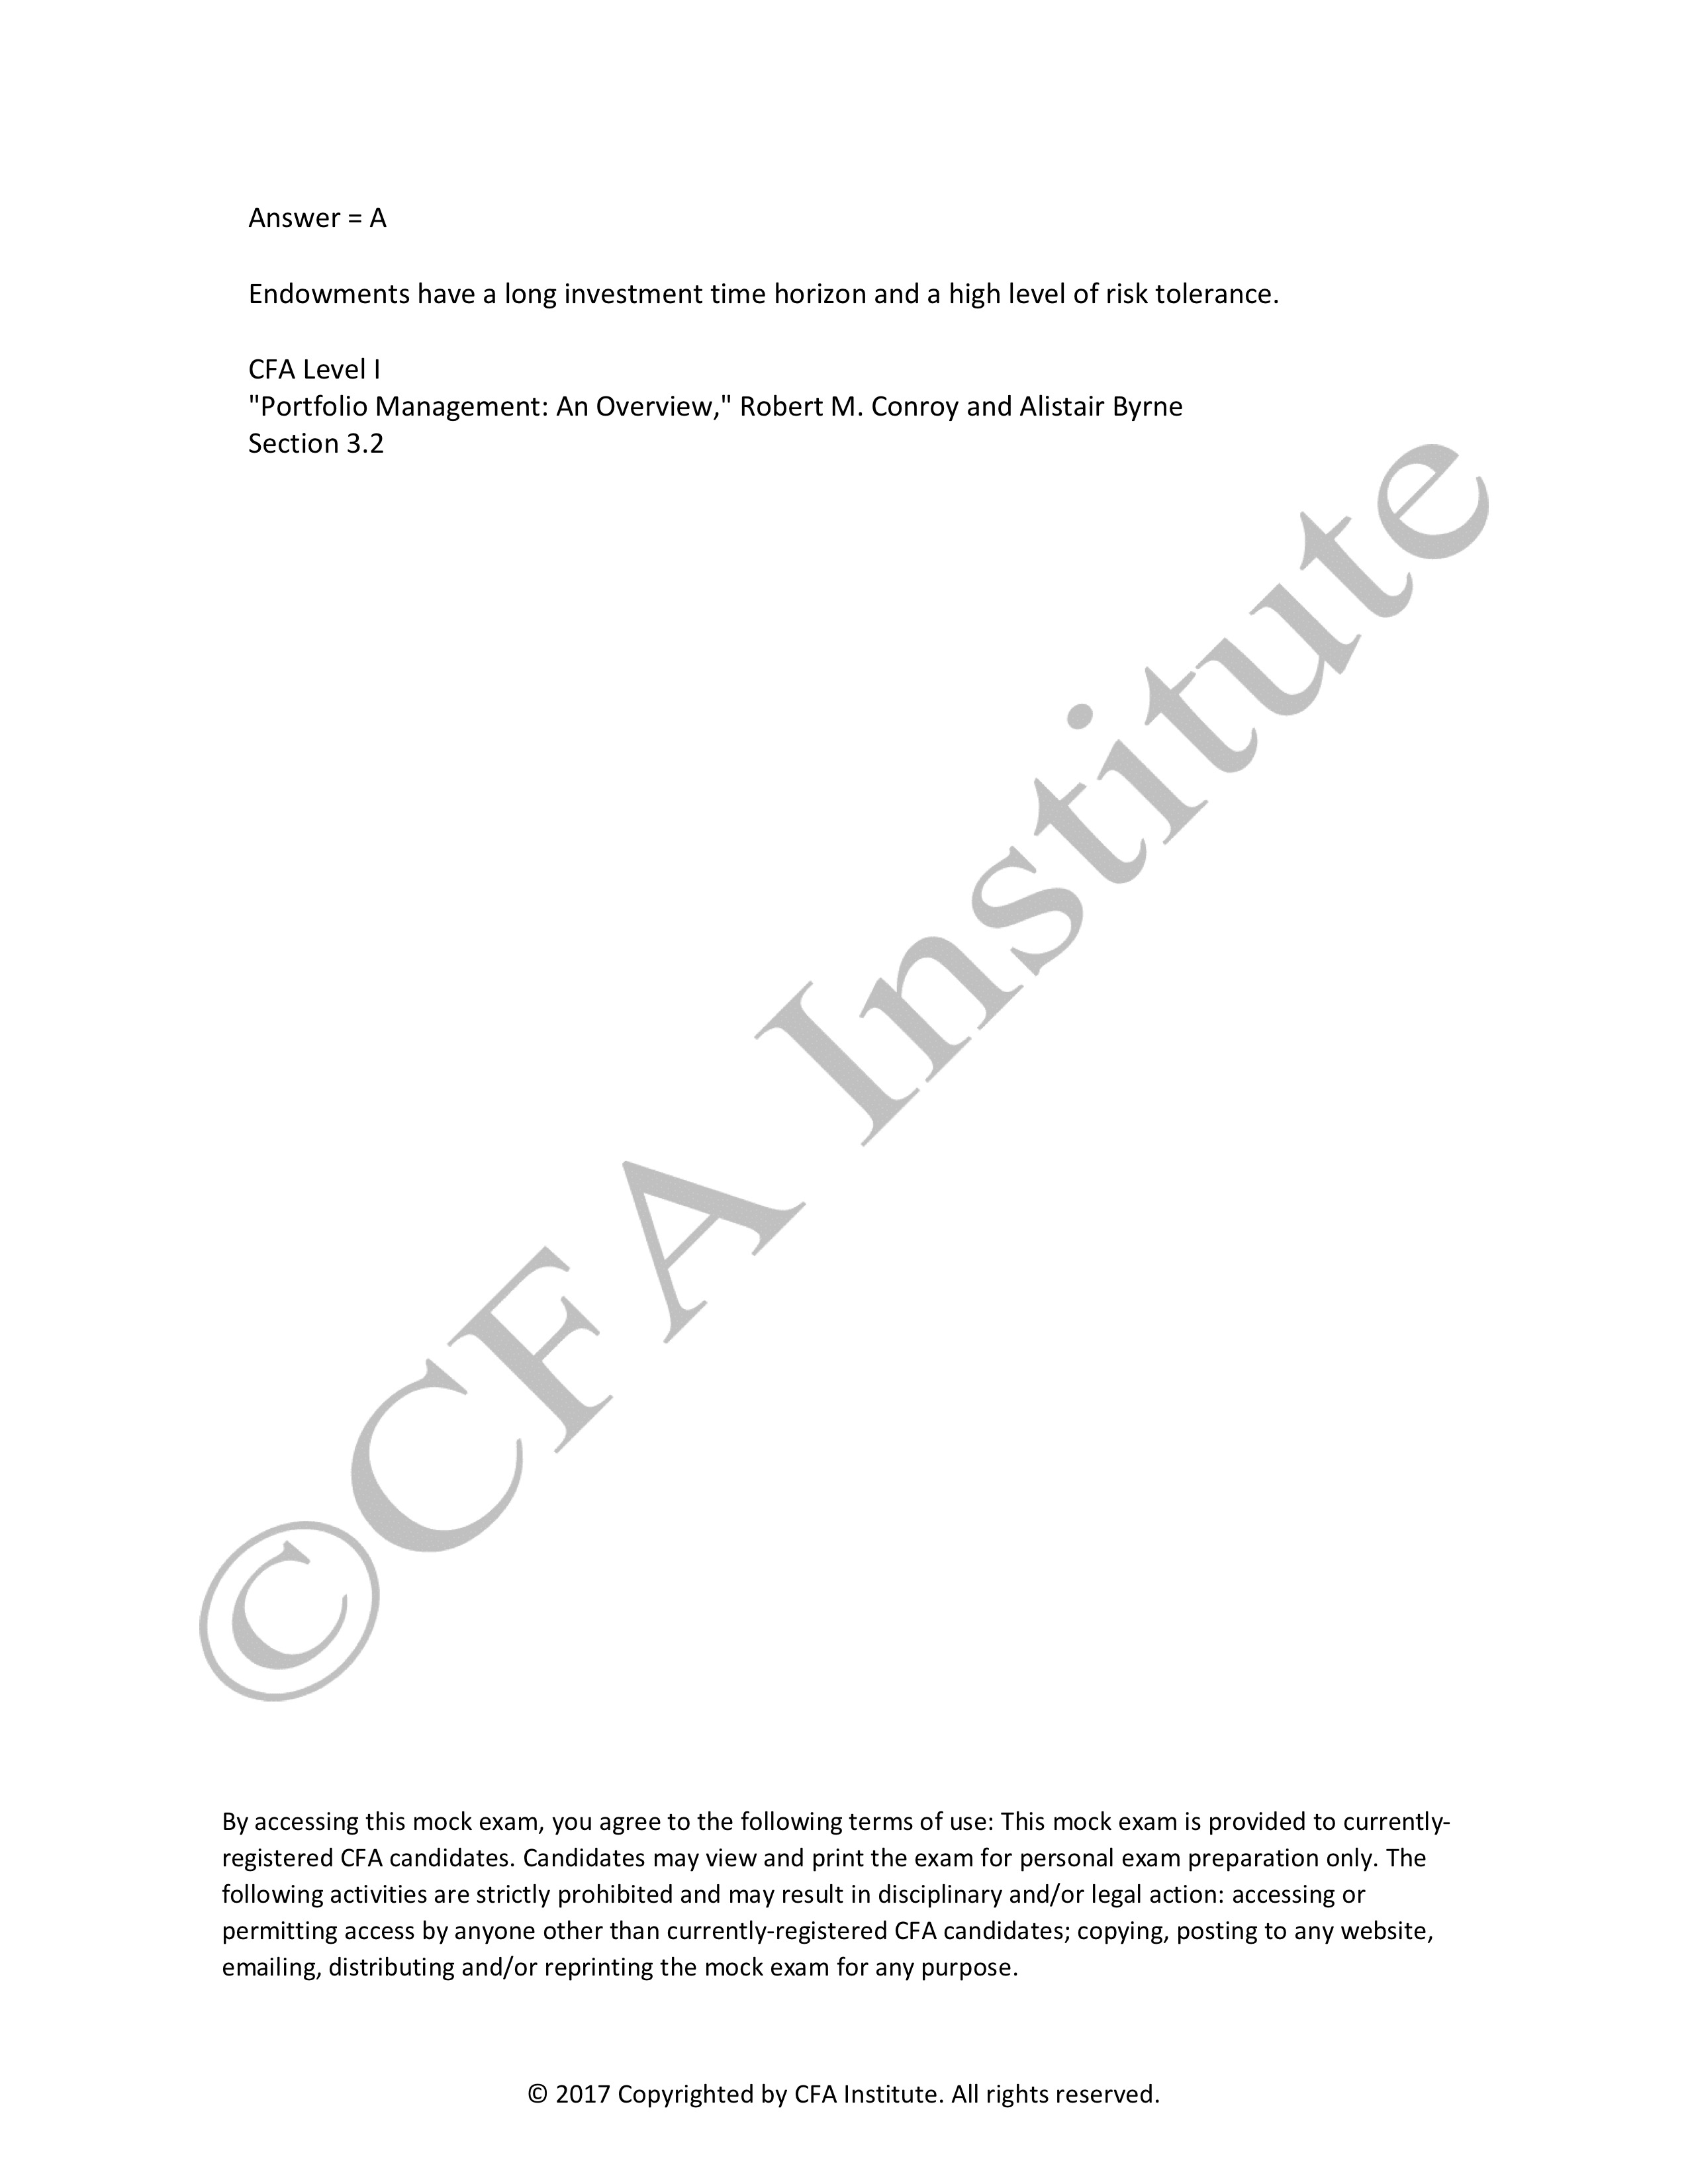 Answer = A
Endowments have a long investment time horizon and a high level of risk tolerance.
CFA Level I
"Portfolio Management: An Overview," Robert M. Conroy and Alistair Byrne
Section 3.2
©CFA Institute
By accessing this mock exam, you agree to the following terms of use: This mock exam is provided to currently-
registered CFA candidates. Candidates may view and print the exam for personal exam preparation only. The
following activities are strictly prohibited and may result in disciplinary and/or legal action: accessing or
permitting access by anyone other than currently-registered CFA candidates; copying, posting to any website,
emailing, distributing and/or reprinting the mock exam for any purpose.
© 2017 Copyrighted by CFA Institute. All rights reserved.